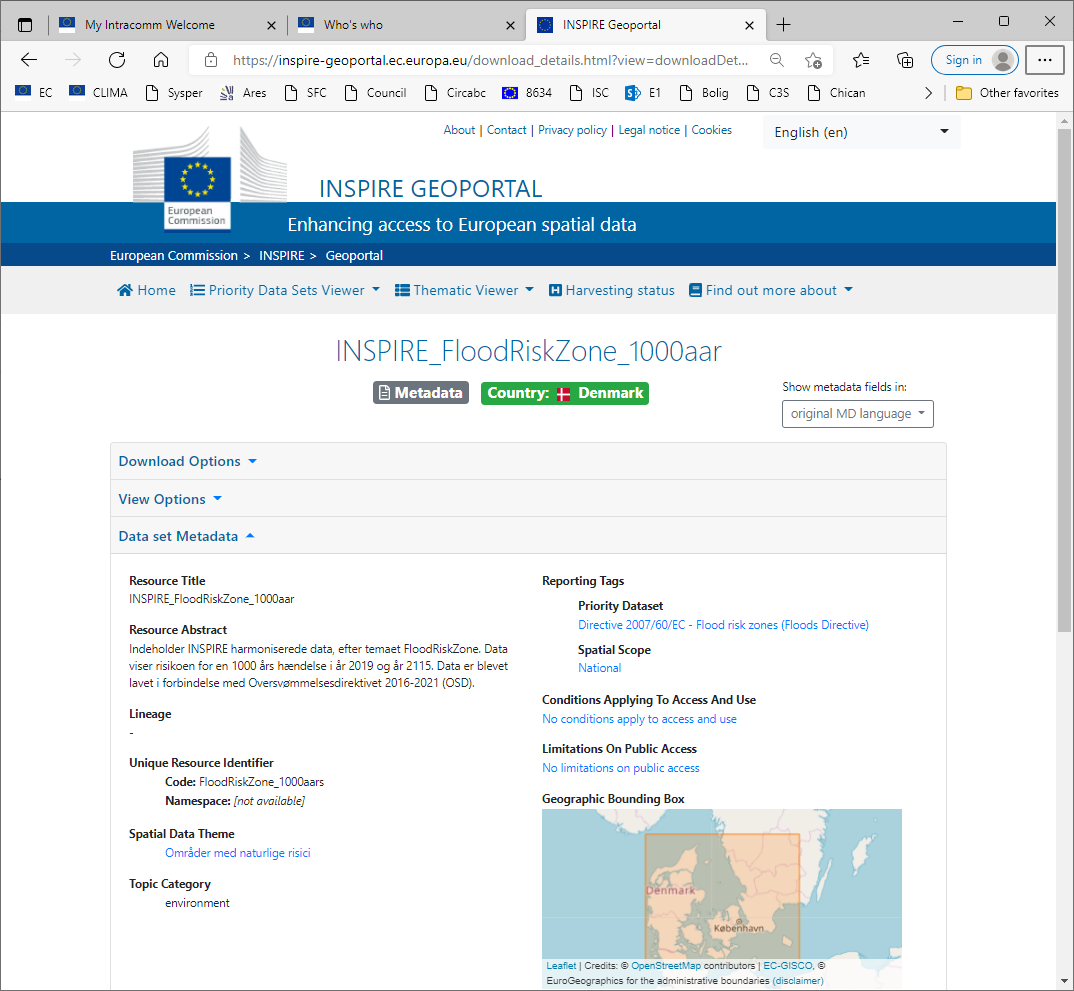 My Intracomm Welcome
Who's who
INSPIRE Geoportal
https://inspire-geoportal.ec.europa.eu/download_details.html?view=downloadDet...
Sign in
EC
CLIMA
Sysper
Ares
SFC
Council
Circabc
8634
ISC
E1
Bolig
C3S
Chican
Other favorites
About | Contact | Privacy policy | Legal notice | Cookies
English (en)
INSPIRE GEOPORTAL
European
Commission
Enhancing access to European spatial data
European Commission > INSPIRE > Geoportal
Home
Priority Data Sets Viewer
Thematic Viewer
Harvesting status
Find out more about
INSPIRE_FloodRiskZone_1000aar
Metadata
Country: Denmark
Show metadata fields in:
original MD language
Download Options
View Options
Data set Metadata
Resource Title
INSPIRE_FloodRiskZone_1000aar
Resource Abstract
Indeholder INSPIRE harmoniserede data, efter temaet FloodRiskZone. Data
viser risikoen for en 1000 års hændelse i år 2019 og år 2115. Data er blevet
lavet i forbindelse med Oversvømmelsesdirektivet 2016-2021 (OSD).
Lineage
-
Unique Resource Identifier
Code: FloodRiskZone_1000aars
Namespace: [not available]
Spatial Data Theme
Områder med naturlige risici
Topic Category
environment
Reporting Tags
Priority Dataset
Directive 2007/60/EC - Flood risk zones (Floods Directive)
Spatial Scope
National
Conditions Applying To Access And Use
No conditions apply to access and use
Limitations On Public Access
No limitations on public access
Geographic Bounding Box
Denmark
København
Leaflet | Credits: © OpenStreetMap contributors | EC-GISCO, ©
EuroGeographics for the administrative boundaries (disclaimer)